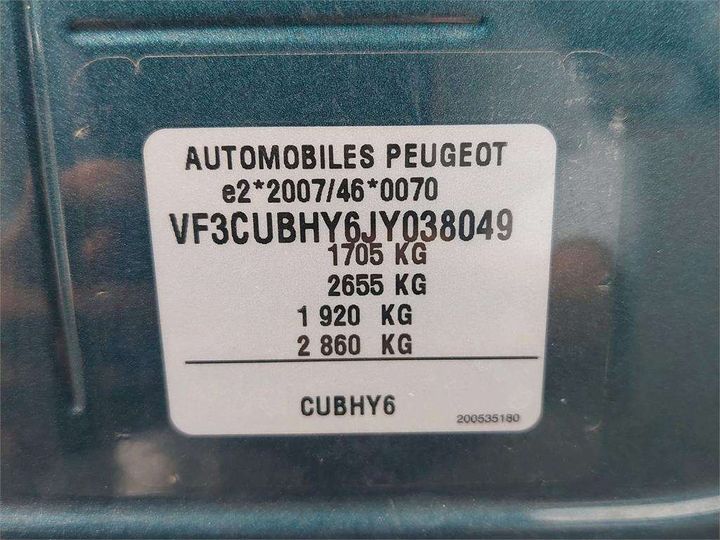 AUTOMOBILES PEUGEOT
e2*2007/46*0070
VF3CUBHY6JY038049
1705 KG
2655 KG
1 920 KG
2 860 KG
CUBHY6
200535180